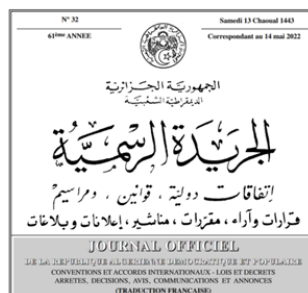 N° 32
Samedi 13 Chaoual 1443
61ème ANNEE
Correspondant au 14 mai 2022
الجمهورية الجزائرية
الديمقراطية الشعبية
الجريدة الرسمية
إتفاقات دولية ، قوانين ، ومراسيم
قرارات وآراء ، مقررات ، مناشير ، إعلانات وبلاغات
JOURNAL OFFICIEL
DE LA REPUBLIQUE ALGERIENNE DEMOCRATIQUE ET POPULAIRE
CONVENTIONS ET ACCORDS INTERNATIONAUX - LOIS ET DECRETS
ARRETES, DECISIONS, AVIS, COMMUNICATIONS ET ANNONCES
(TRADUCTION FRANÇAISE)